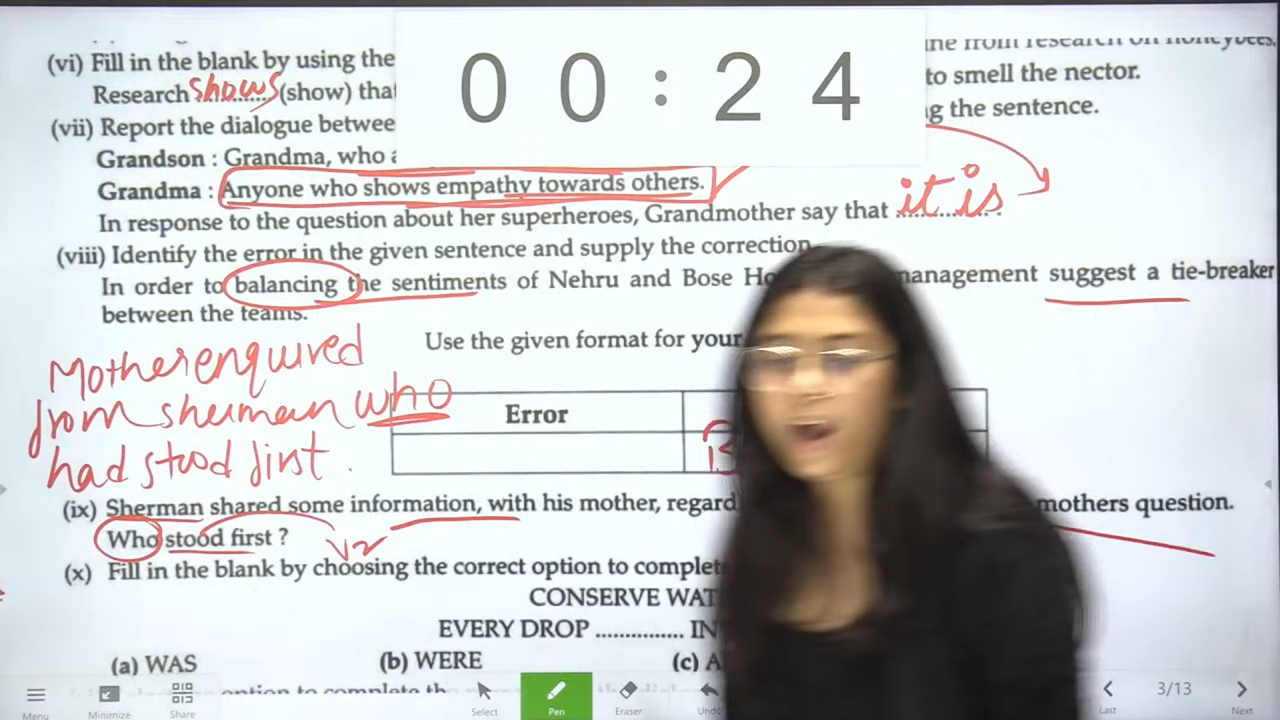 (vi) Fill in the blank by using the
Research shows (show) that to smell the nector.
(vii) Report the dialogue betwee g the sentence.
Grandson : Grandma, who
Grandma : Anyone who shows empathy towards others.
In response to the question about her superheroes, Grandmother say that it is
(viii) Identify the error in the given sentence and supply the correction.
In order to balancing the sentiments of Nehru and Bose Ho management suggest a tie-breaker
between the teams.
Use the given format for your
Error
Mother enquired
from sherman who
had stood first.
(ix) Sherman shared some information, with his mother, regard mothers question.
Who stood first ?
V2
(x) Fill in the blank by choosing the correct option to complet
CONSERVE WAT
EVERY DROP ............... IN
(a) WAS (b) WERE (c) A
00:24
Menu
Minimize
Share
Select
Pen
Eraser
Undo
Last
3/13
Next